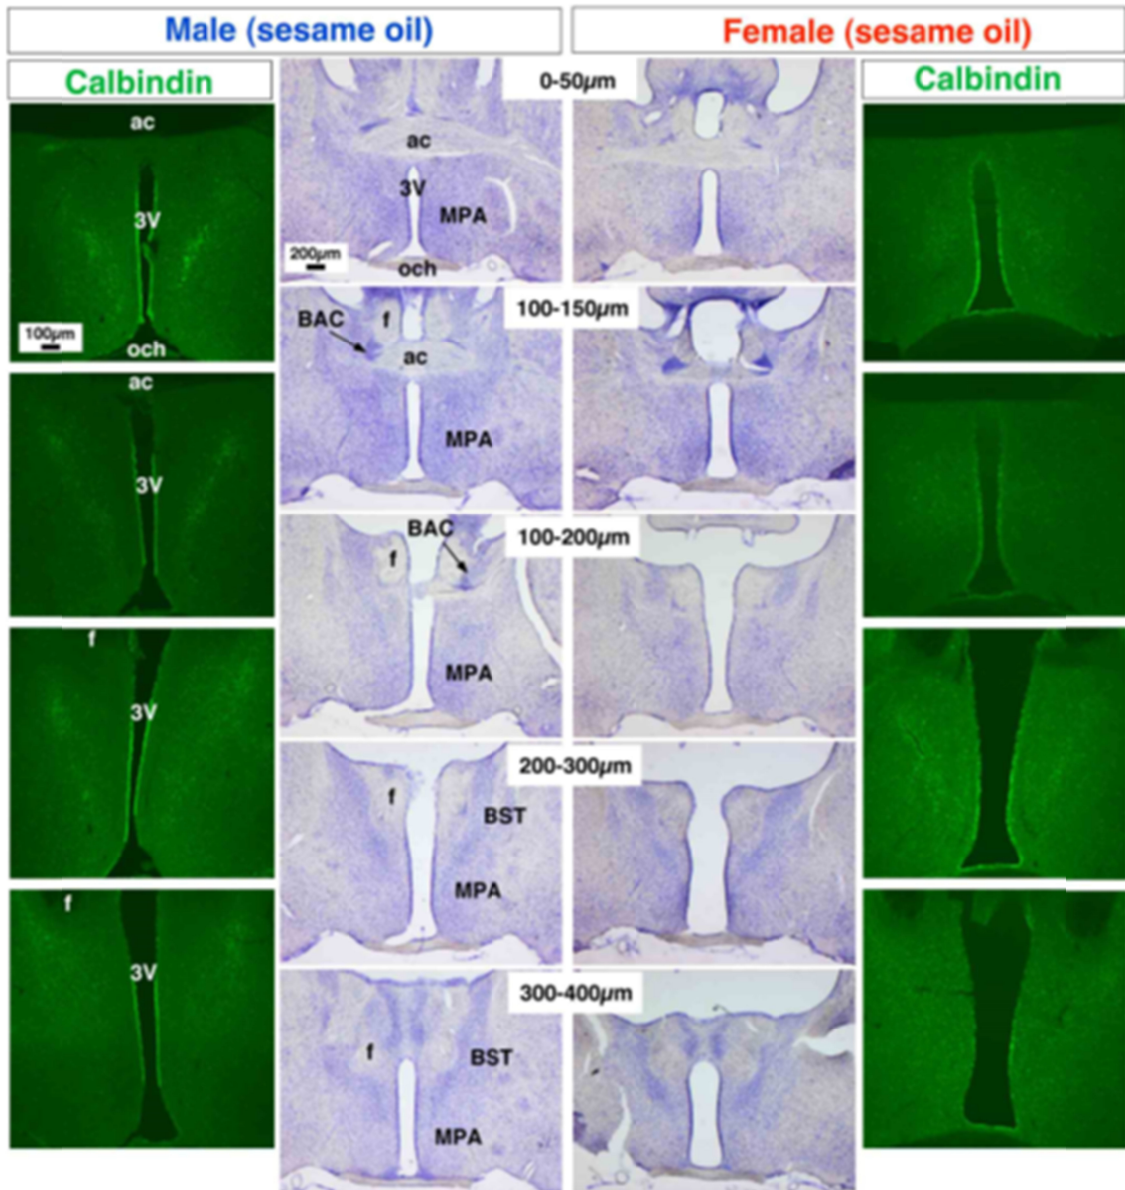 Male (sesame oil)
Female (sesame oil)
Calbindin
0-50µm
Calbindin
ac
ac
3V
3V
MPA
200µm
och
100µm
och
100-150µm
BAC
f
ac
MPA
ac
3V
BAC
100-200µm
f
MPA
f
3V
200-300µm
f
BST
MPA
f
3V
300-400µm
f
BST
MPA